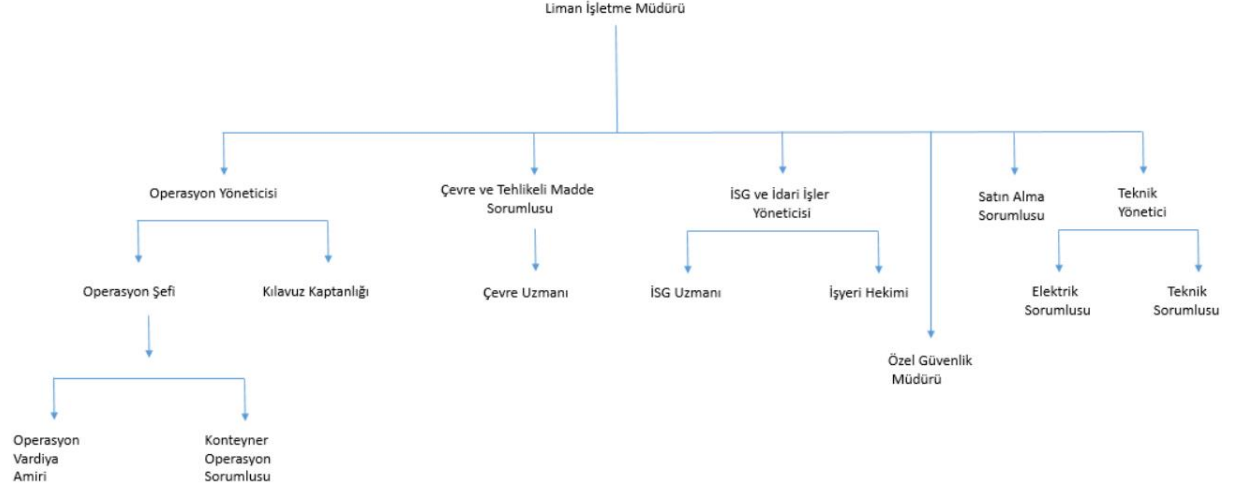 Liman İşletme Müdürü
Operasyon Yöneticisi
Çevre ve Tehlikeli Madde
Sorumlusu
İSG ve İdari İşler
Yöneticisi
Satın Alma
Sorumlusu
Teknik
Yönetici
Operasyon Şefi
Kılavuz Kaptanlığı
Çevre Uzmanı
İSG Uzmanı
İşyeri Hekimi
Elektrik
Sorumlusu
Teknik
Sorumlusu
Özel Güvenlik
Müdürü
Operasyon
Vardiya
Amiri
Konteyner
Operasyon
Sorumlusu